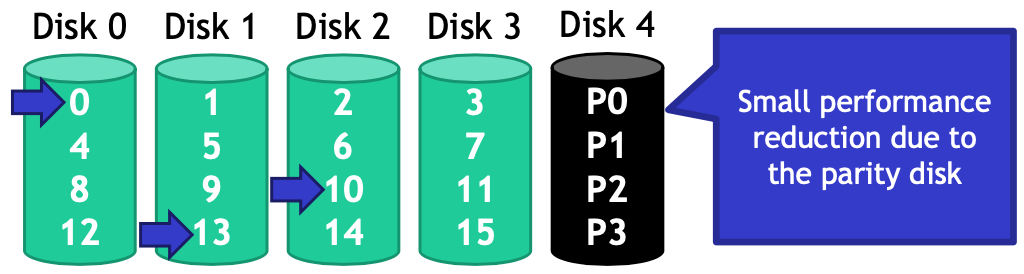 Disk 0 Disk 1 Disk 2 Disk 3 Disk 4
0 1 2 3 P0
4 5 6 7 P1
8 9 10 11 P2
12 13 14 15 P3
Small performance
reduction due to
the parity disk